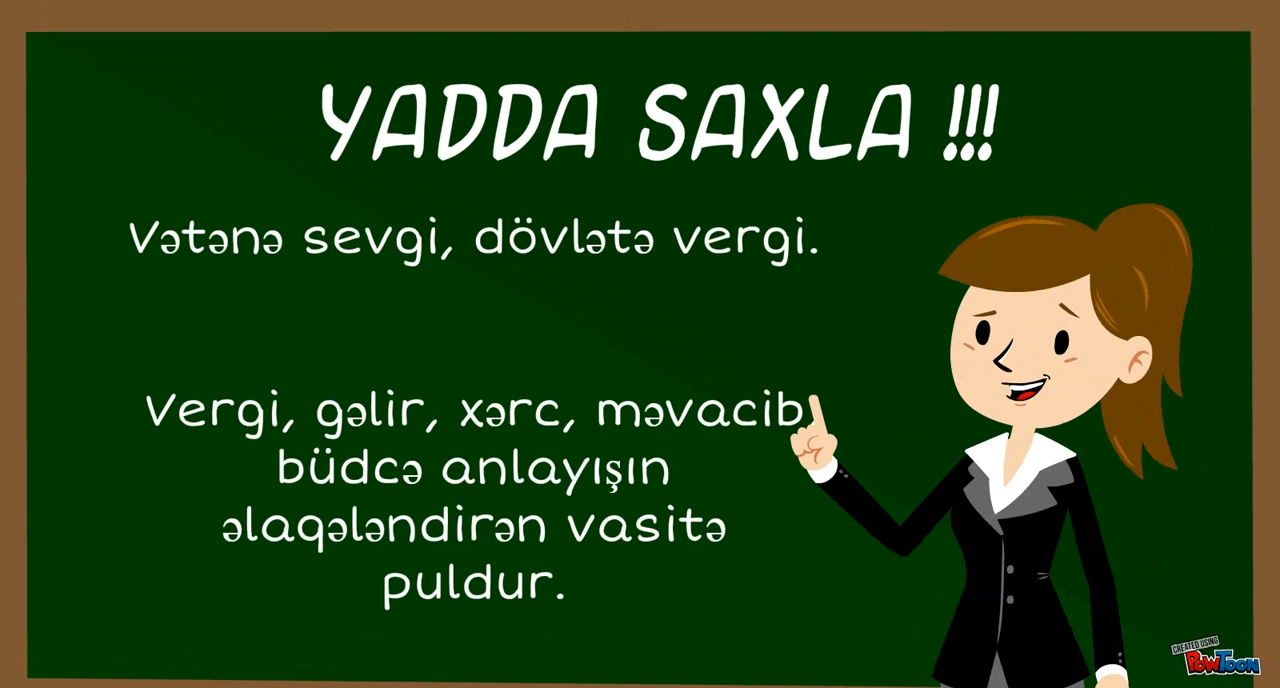 YADDA SAXLA !!!
Vətənə sevgi, dövlətə vergi.
Vergi, gəlir, xərc, məvacib
büdcə anlayışın
əlaqələndirən vasitə
puldur.
CREATED USING
POWTOON